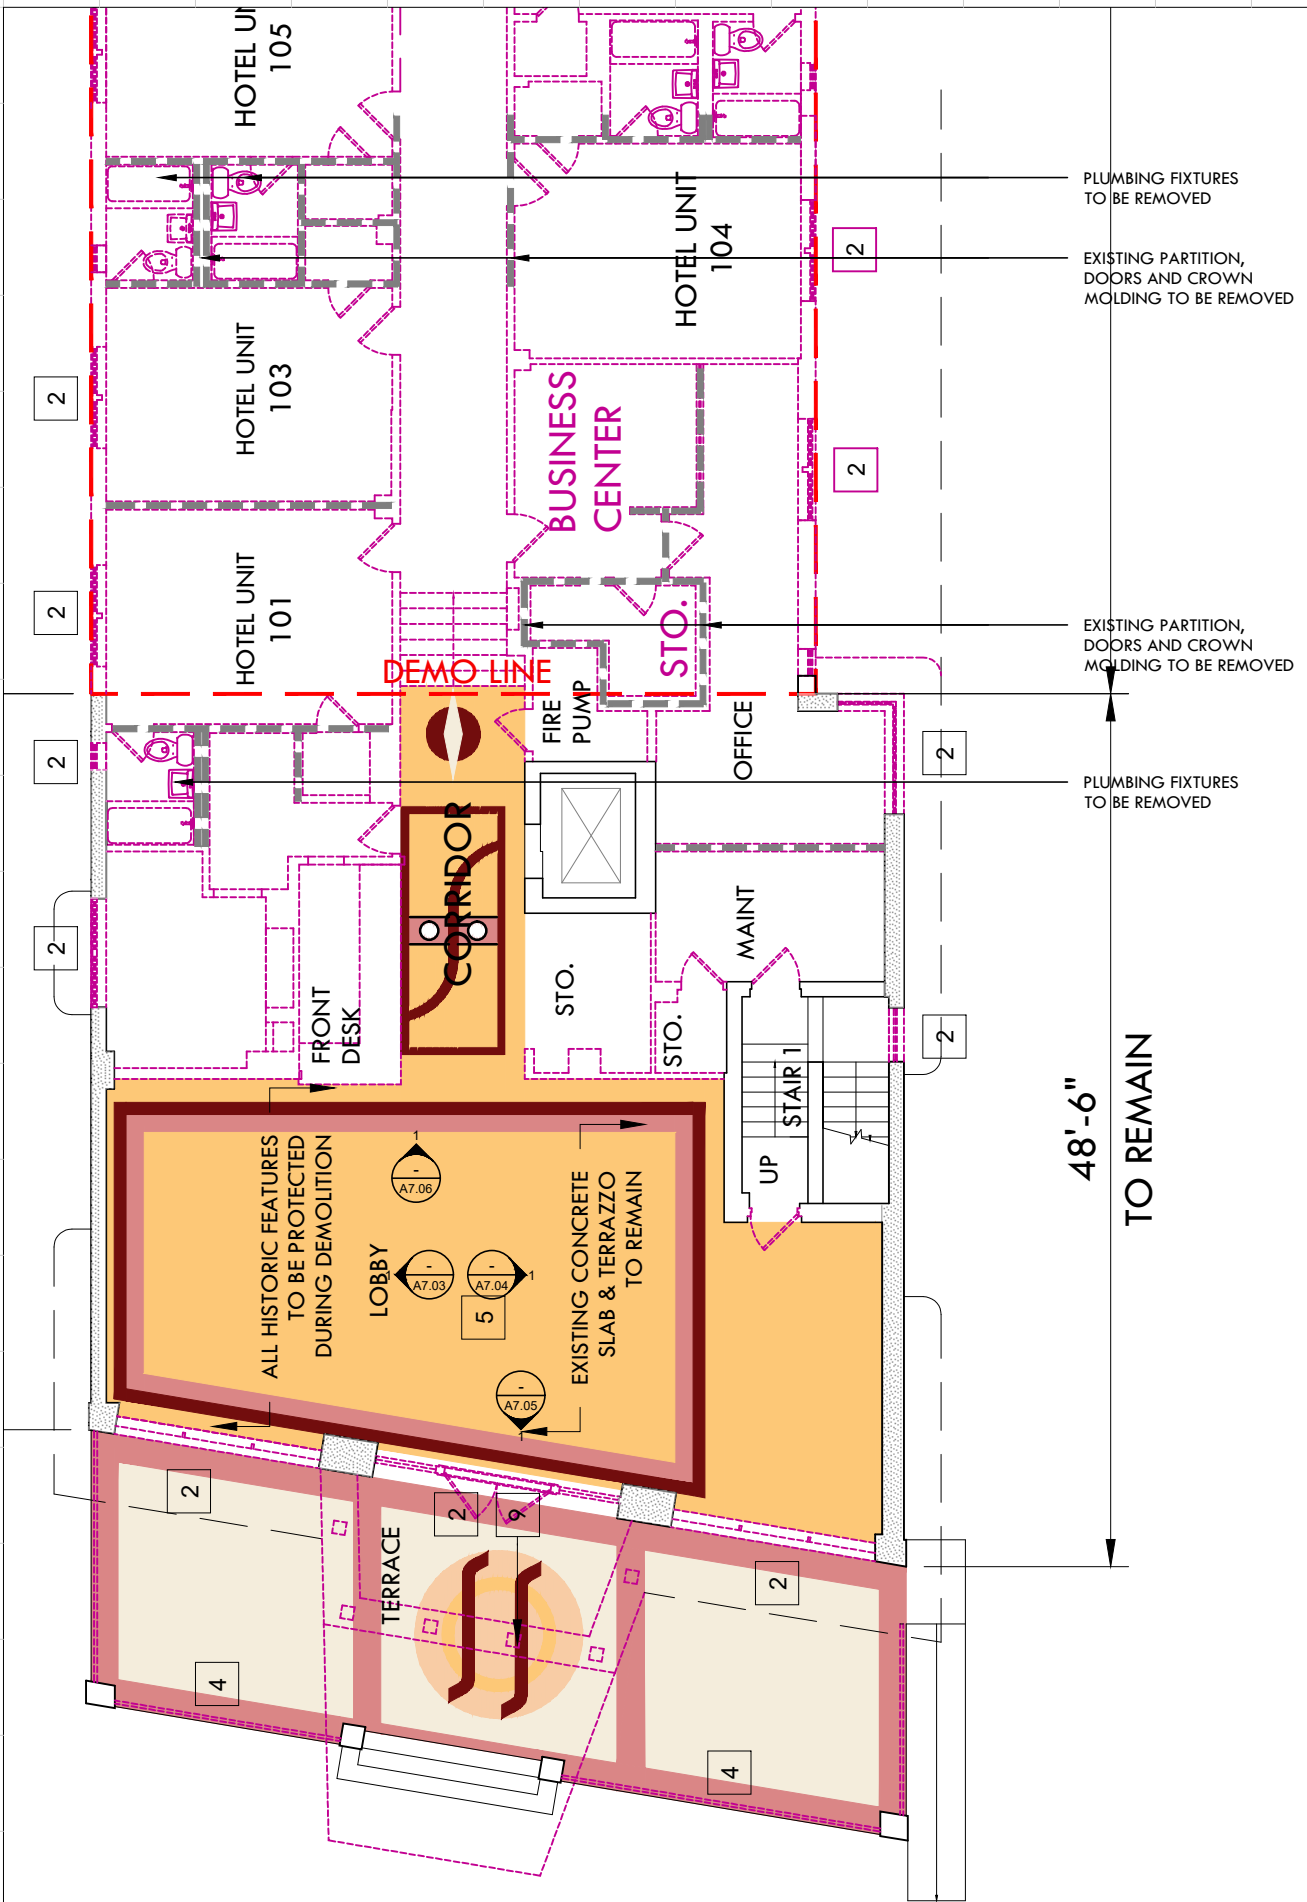 HOTEL UN
105
PLUMBING FIXTURES
TO BE REMOVED
HOTEL UNIT
104
2
EXISTING PARTITION,
DOORS AND CROWN
MOLDING TO BE REMOVED
2
HOTEL UNIT
103
BUSINESS
CENTER
2
2
HOTEL UNIT
101
STO.
EXISTING PARTITION,
DOORS AND CROWN
MOLDING TO BE REMOVED
DEMO LINE
FIRE
PUMP
OFFICE
2
2
PLUMBING FIXTURES
TO BE REMOVED
CORRIDOR
2
MAINT
FRONT
DESK
STO.
STO.
2
STAIR 1
UP
48'-6"
TO REMAIN
ALL HISTORIC FEATURES
TO BE PROTECTED
DURING DEMOLITION
1
-
A7.06
LOBBY
1
-
A7.03
-
A7.04
1
5
EXISTING CONCRETE
SLAB & TERRAZZO
TO REMAIN
-
A7.05
1
2
2
9
TERRACE
2
4
4